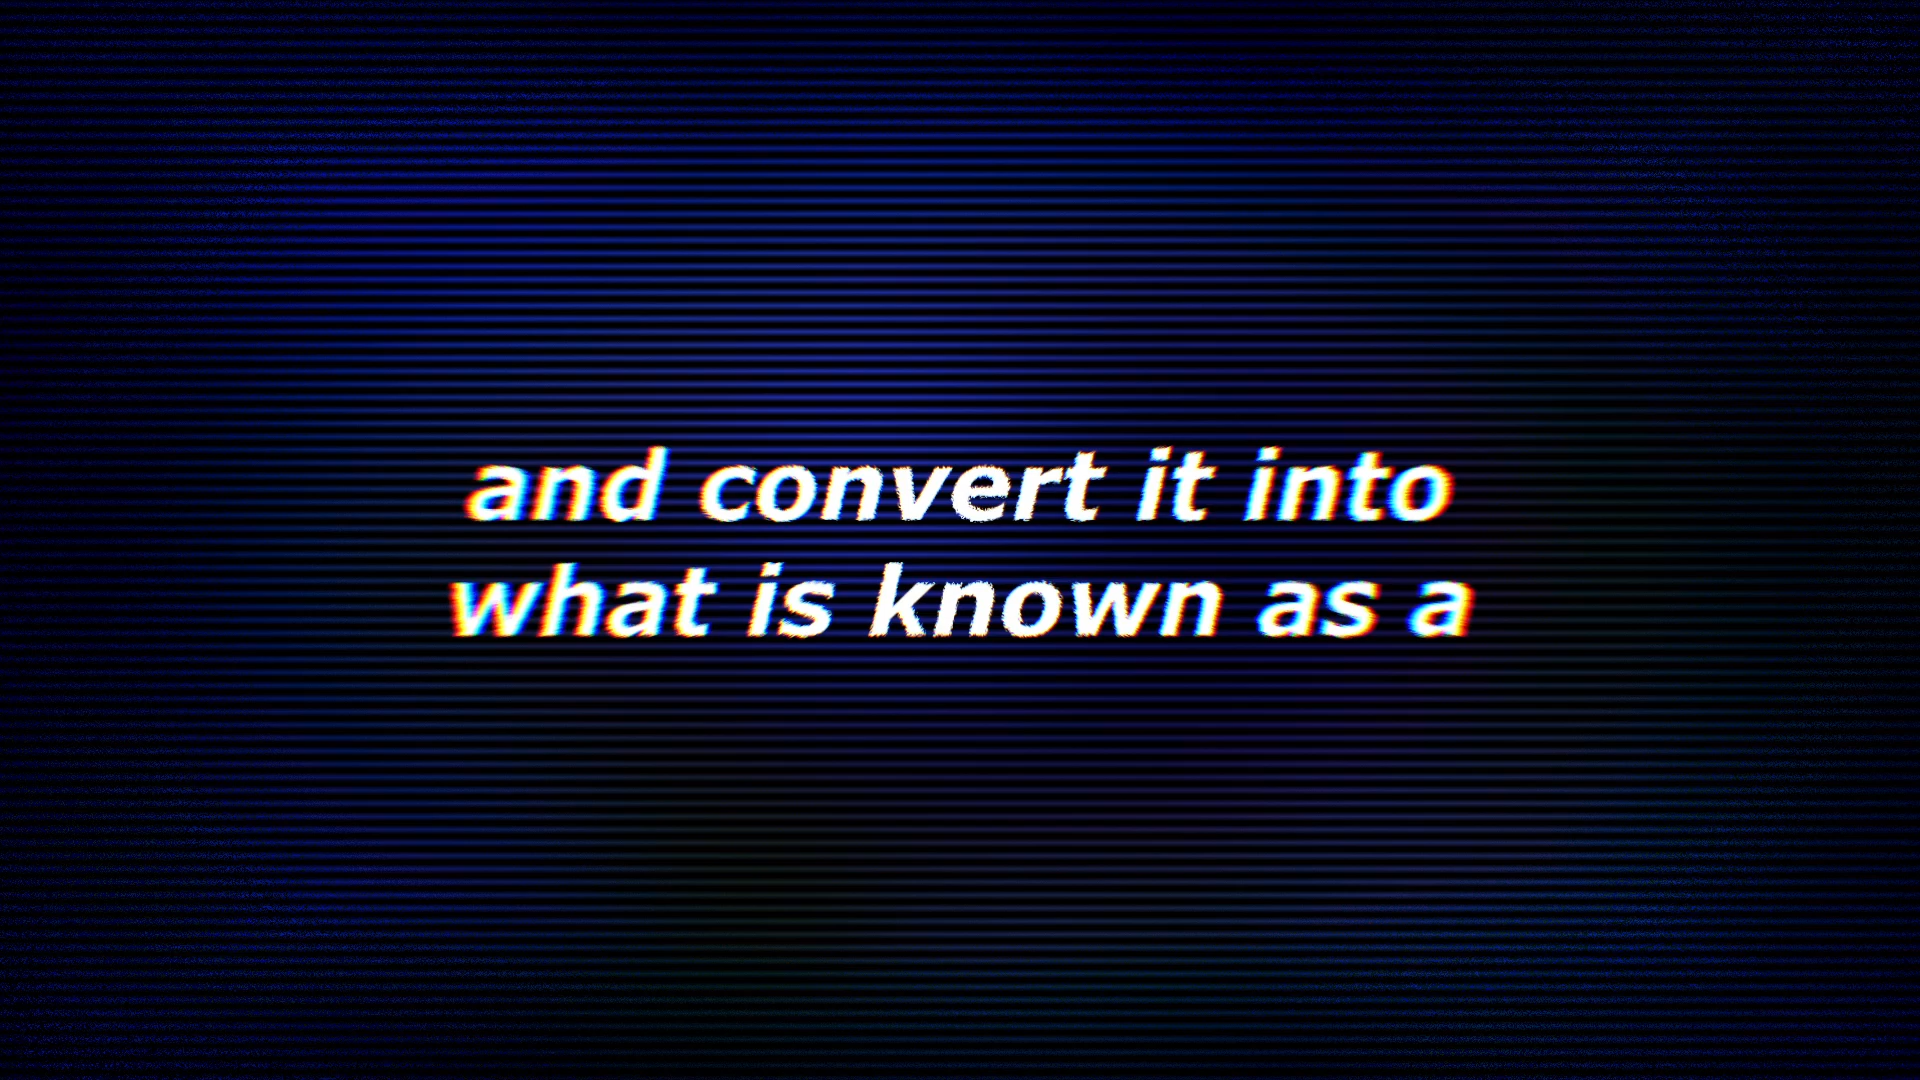 and convert it into
what is known as a